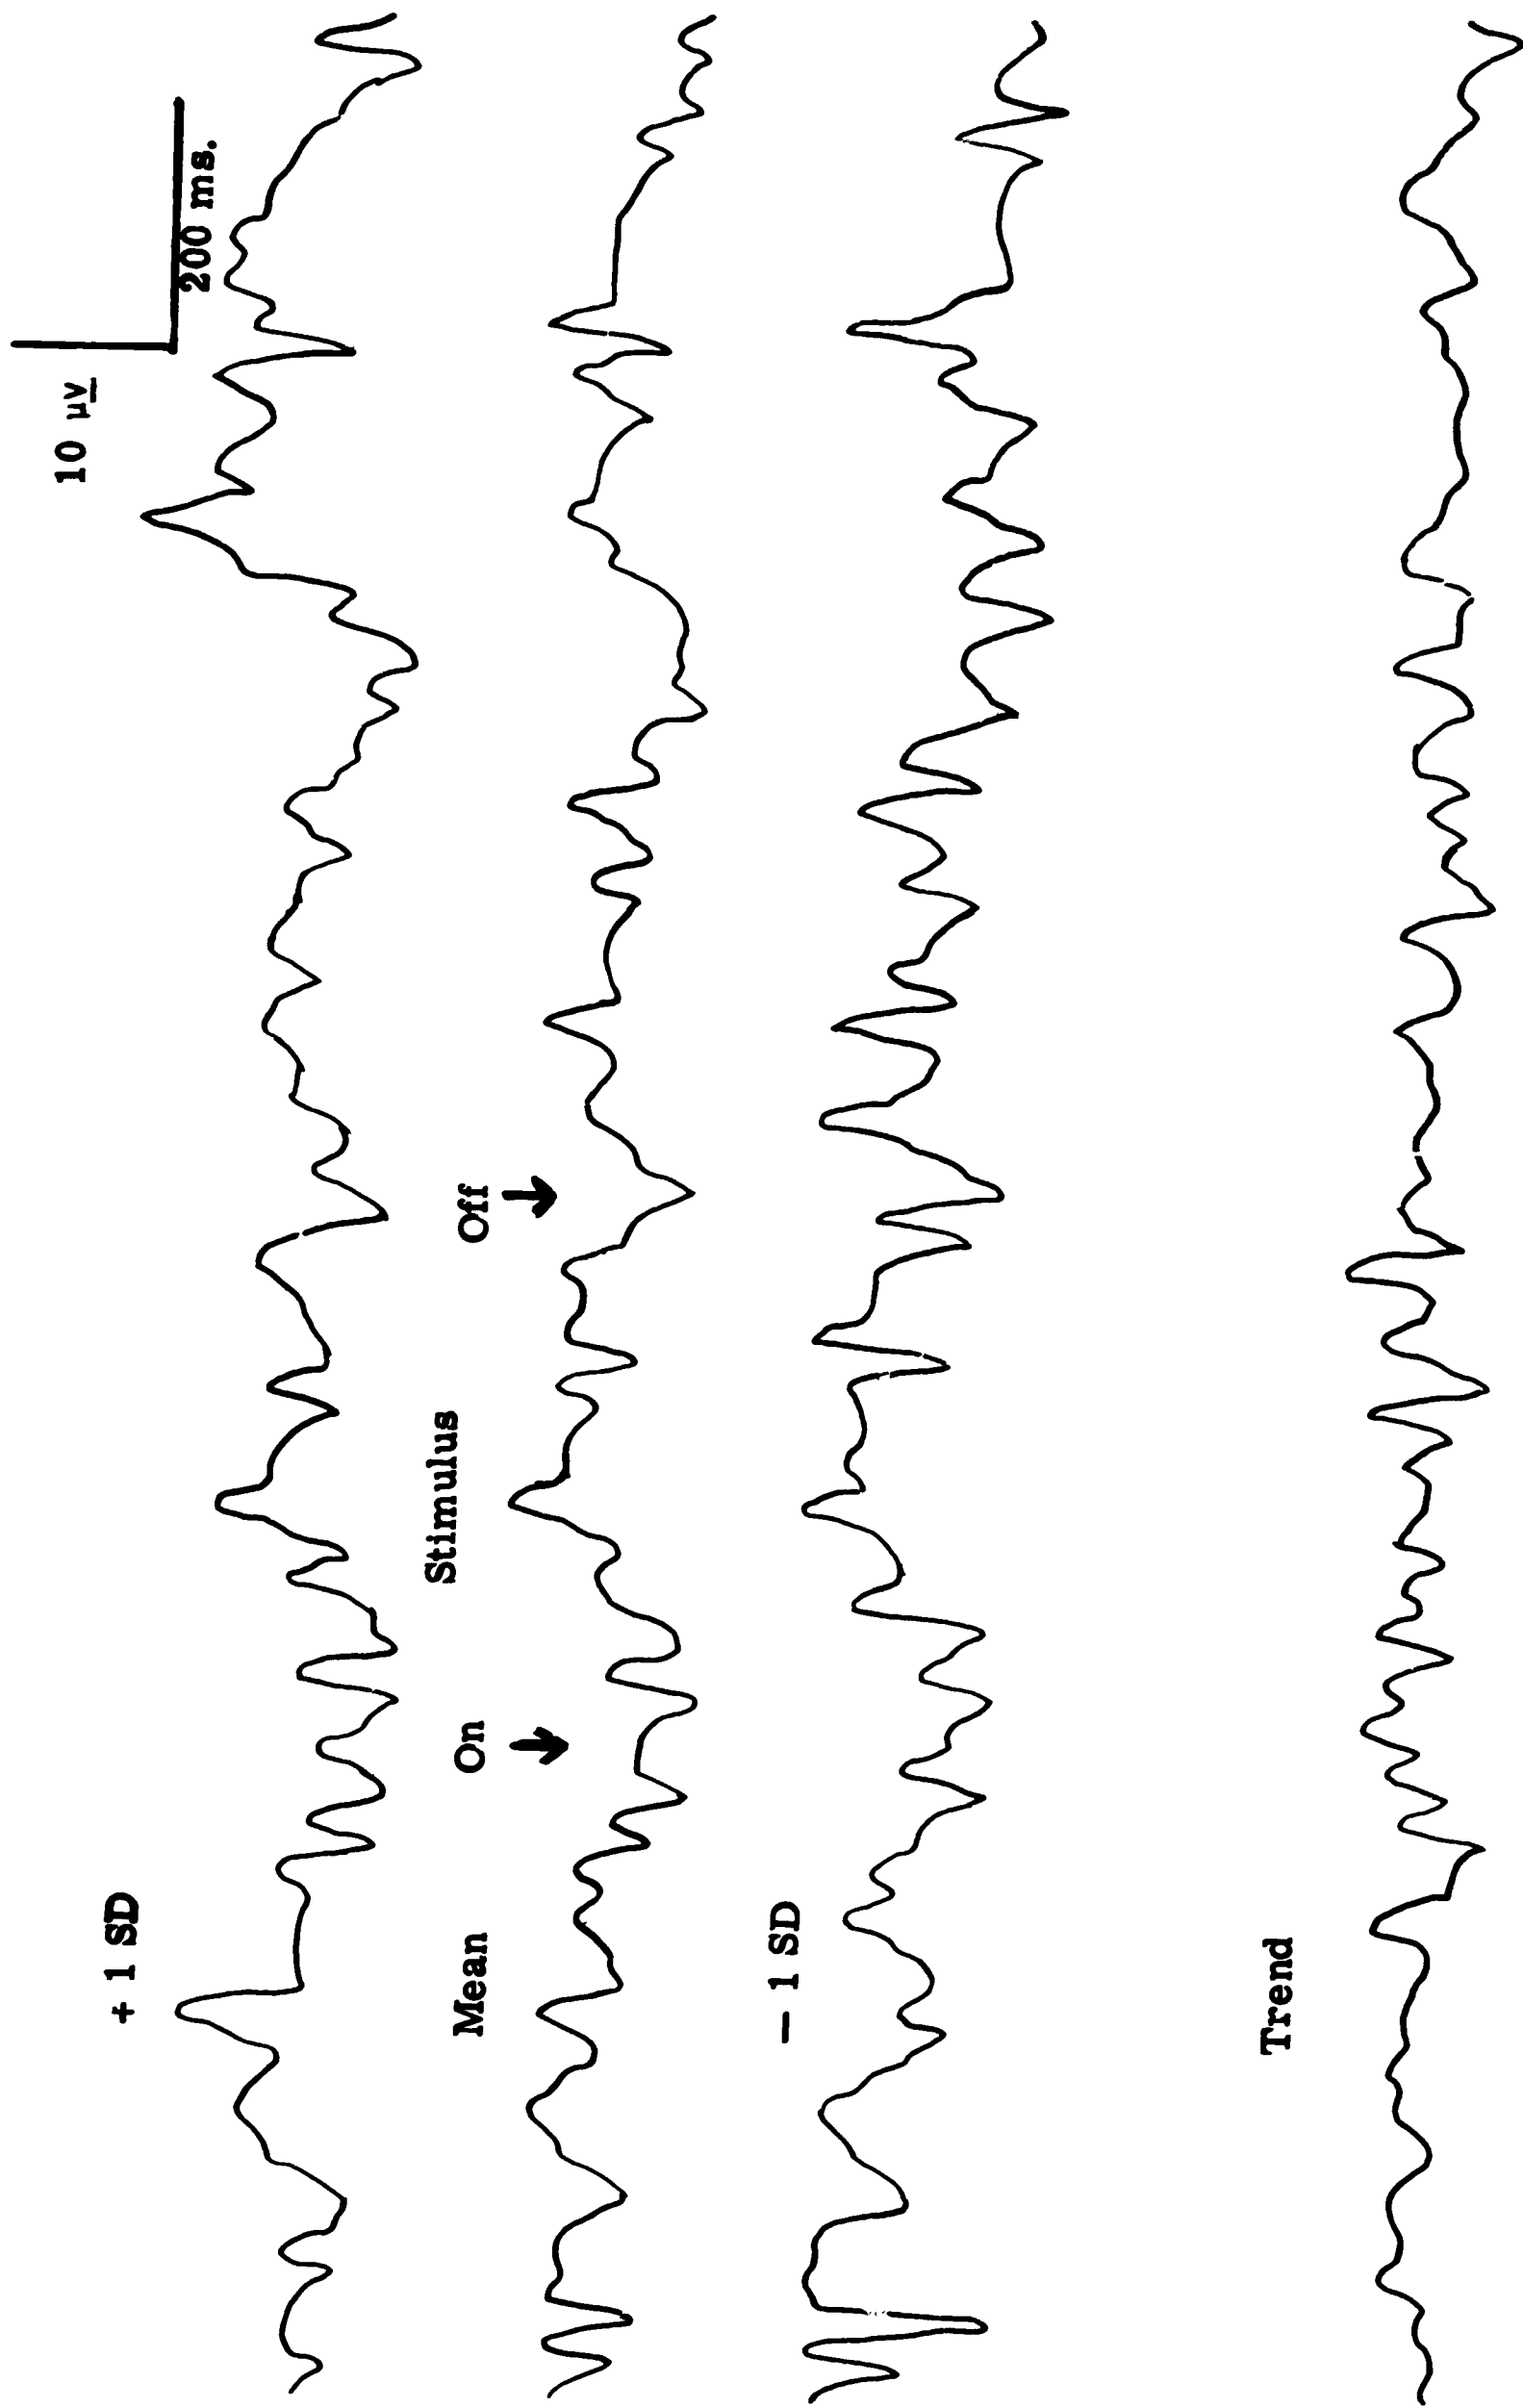 10 μv
200 ms.
+ 1 SD
Stimulus
On
Off
Mean
− 1 SD
Trend